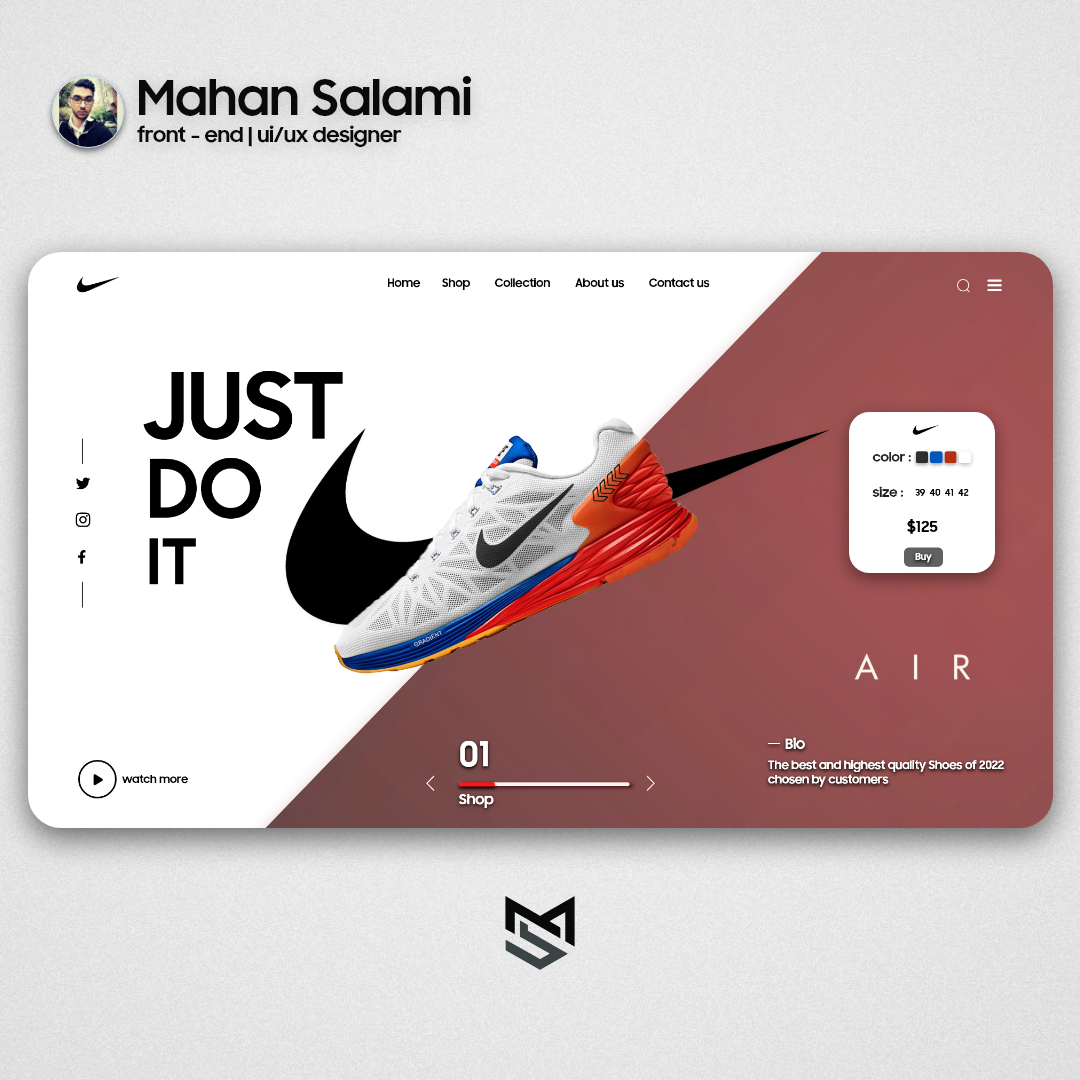 Mahan Salami
front - end | ui/ux designer
Home Shop Collection About us Contact us
JUST
DO
IT
color :
size : 39 40 41 42
$125
Buy
GRADIENT
A I R
01
Shop
Bio
The best and highest quality Shoes of 2022
chosen by customers
watch more